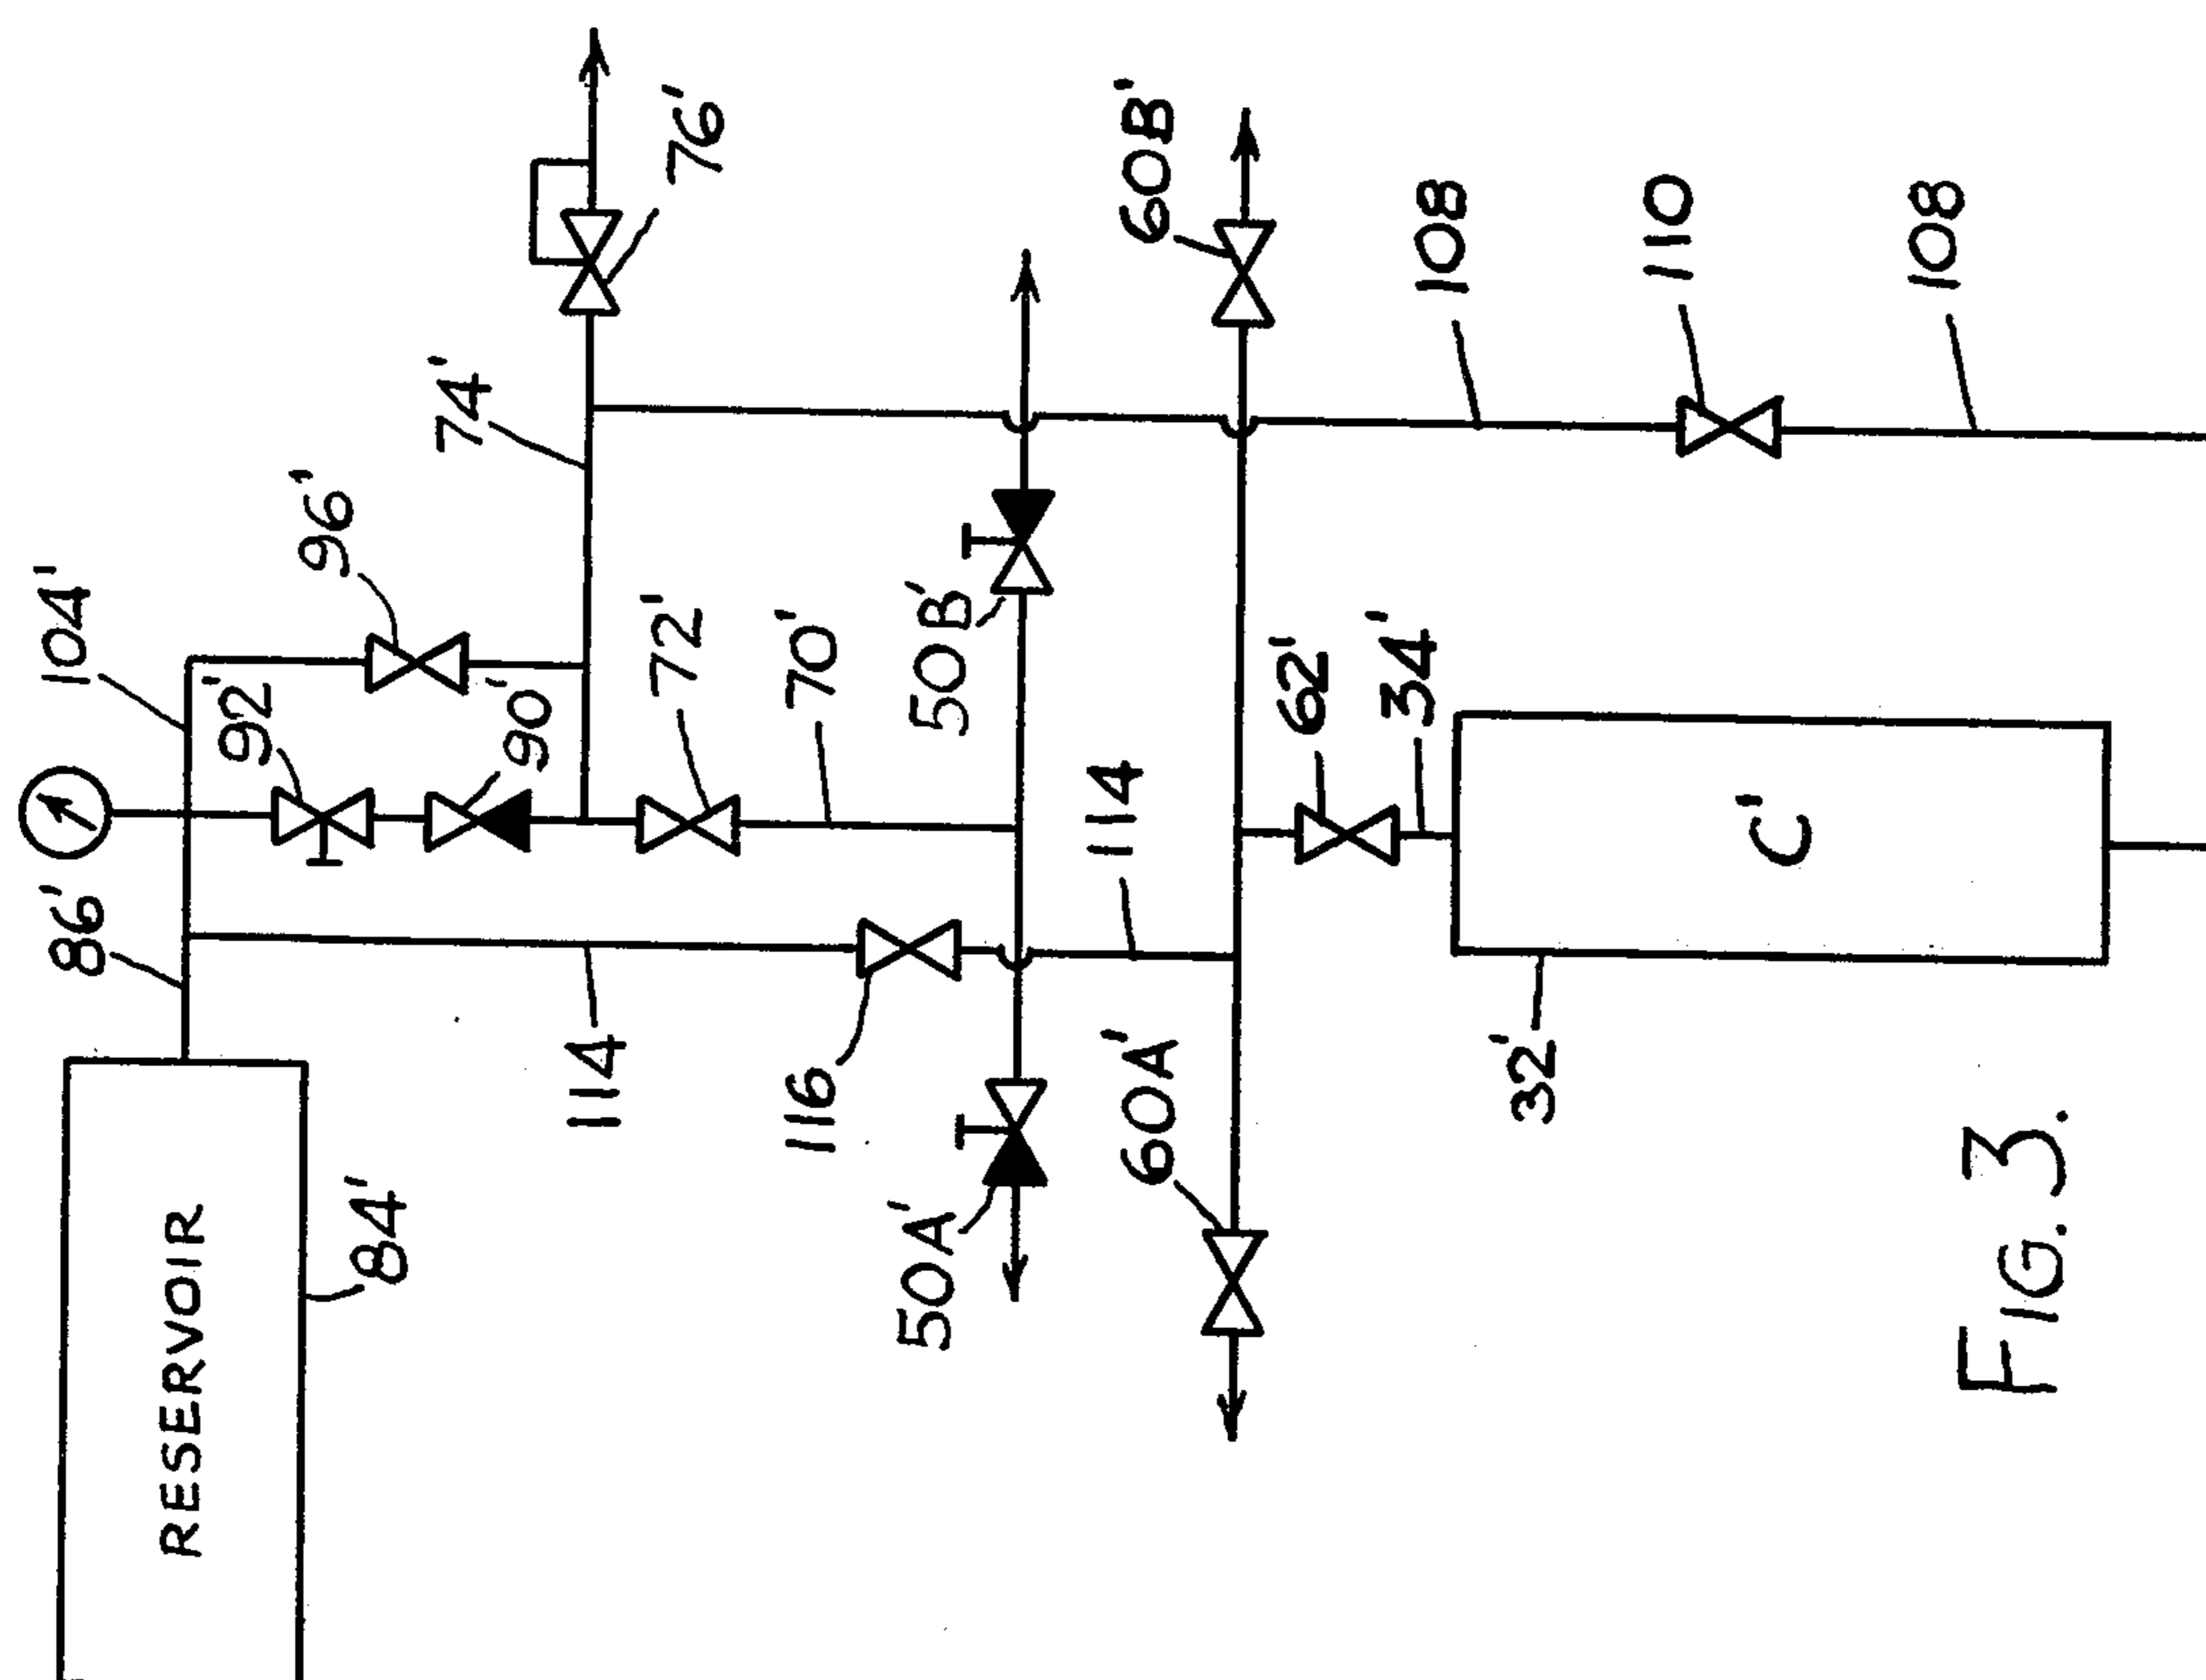 RESERVOIR
84'
86'
104'
92'
96'
90'
74'
76'
72'
70'
114
116
50A'
50B'
114
60A'
60B'
62'
34'
32'
C'
108
110
108
FIG. 3.